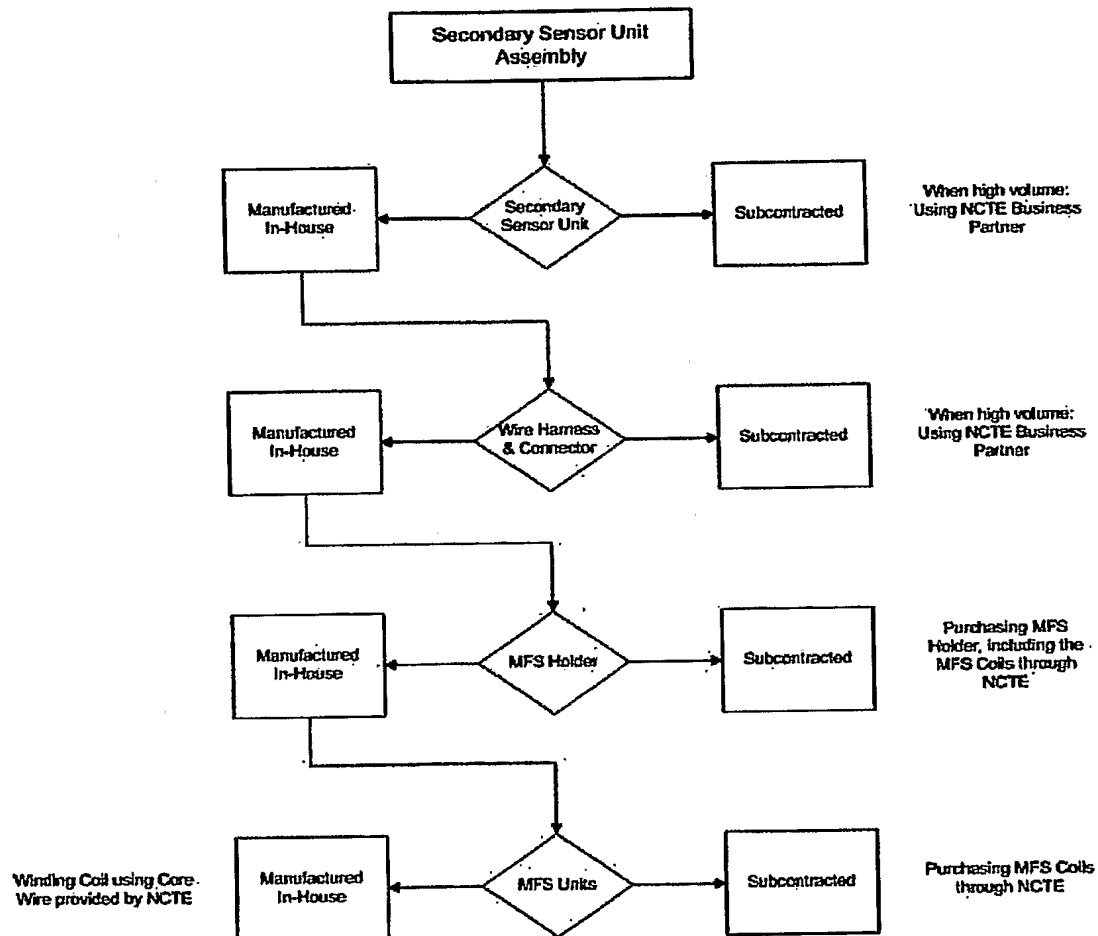 Secondary Sensor Unit
Assembly
Manufactured
In-House
Secondary
Sensor Unit
Subcontracted
When high volume:
Using NCTE Business
Partner
Manufactured
In-House
Wire Harness
& Connector
Subcontracted
When high volume:
Using NCTE Business
Partner
Manufactured
In-House
MFS Holder
Subcontracted
Purchasing MFS
Holder, including the
MFS Coils through
NCTE
Winding Coil using Core
Wire provided by NCTE
Manufactured
In-House
MFS Units
Subcontracted
Purchasing MFS Coils
through NCTE